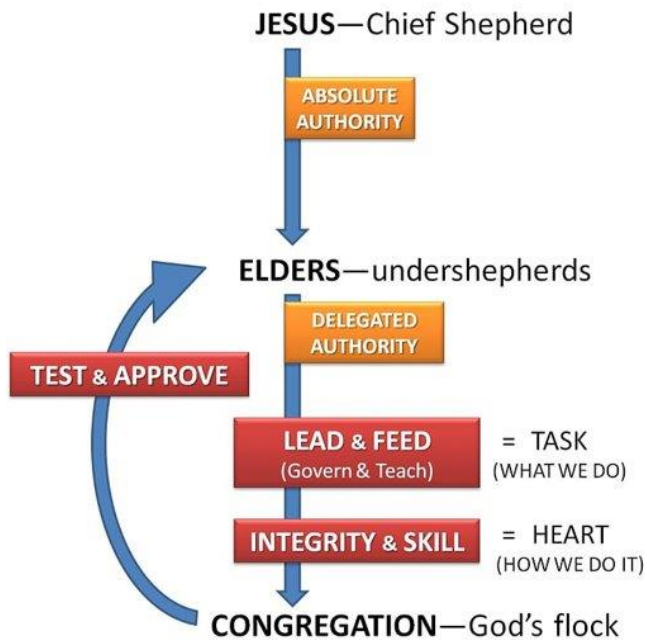 JESUS—Chief Shepherd
ABSOLUTE
AUTHORITY
ELDERS—undershepherds
DELEGATED
AUTHORITY
TEST & APPROVE
LEAD & FEED
(Govern & Teach)
= TASK
(WHAT WE DO)
INTEGRITY & SKILL
= HEART
(HOW WE DO IT)
CONGREGATION—God's flock